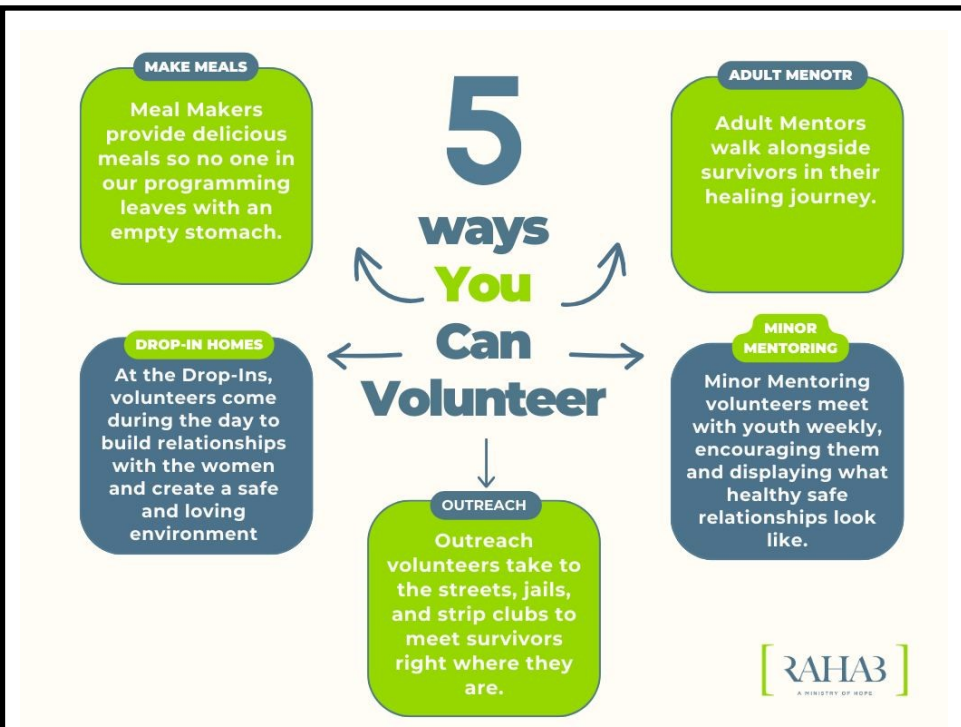 5
ways
You
Can
Volunteer
MAKE MEALS
Meal Makers
provide delicious
meals so no one in
our programming
leaves with an
empty stomach.
ADULT MENOTR
Adult Mentors
walk alongside
survivors in their
healing journey.
DROP-IN HOMES
At the Drop-Ins,
volunteers come
during the day to
build relationships
with the women
and create a safe
and loving
environment
MINOR
MENTORING
Minor Mentoring
volunteers meet
with youth weekly,
encouraging them
and displaying what
healthy safe
relationships look
like.
OUTREACH
Outreach
volunteers take to
the streets, jails,
and strip clubs to
meet survivors
right where they
are.
RAHAB
A MINISTRY OF HOPE